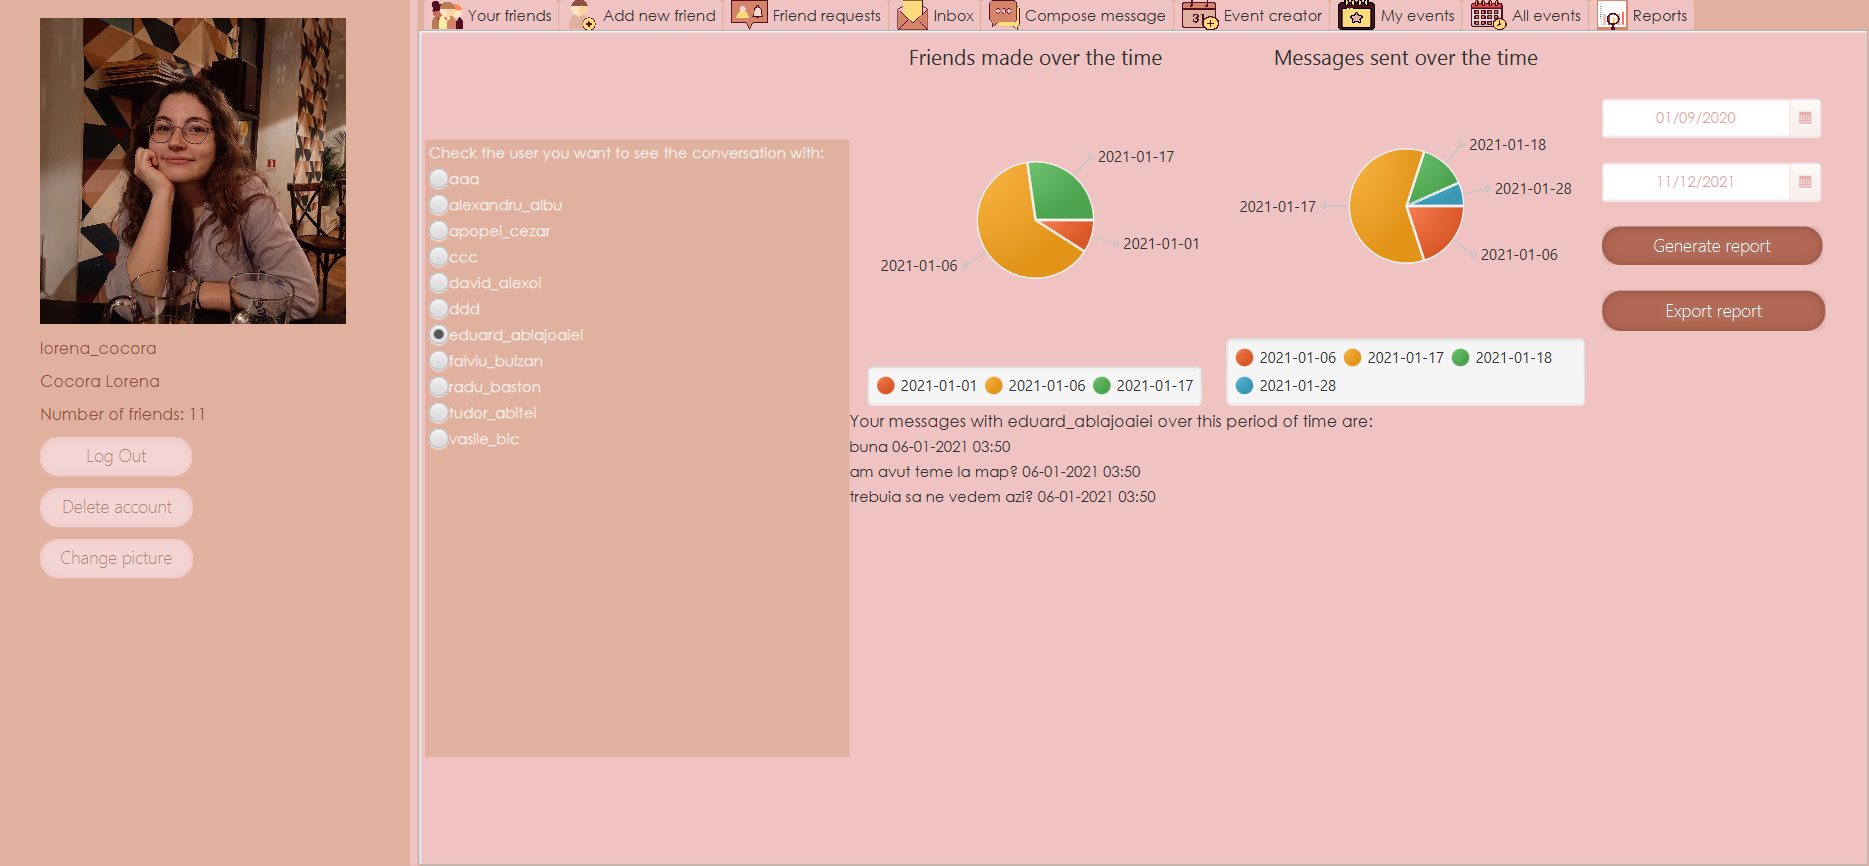 Your friends
Add new friend
Friend requests
Inbox
Compose message
Event creator
My events
All events
Reports
lorena_cocora
Cocora Lorena
Number of friends: 11
Log Out
Delete account
Change picture
Check the user you want to see the conversation with:
aaa
alexandru_albu
apopei_cezar
ccc
david_alexoi
ddd
eduard_ablajoaiei
falviu_bulzan
radu_baston
tudor_abitei
vasile_bic
Friends made over the time
2021-01-17
2021-01-01
2021-01-06
2021-01-01 2021-01-06 2021-01-17
Messages sent over the time
2021-01-18
2021-01-28
2021-01-17
2021-01-06
2021-01-06 2021-01-17 2021-01-18
2021-01-28
01/09/2020
11/12/2021
Generate report
Export report
Your messages with eduard_ablajoaiei over this period of time are:
buna 06-01-2021 03:50
am avut teme la map? 06-01-2021 03:50
trebuia sa ne vedem azi? 06-01-2021 03:50